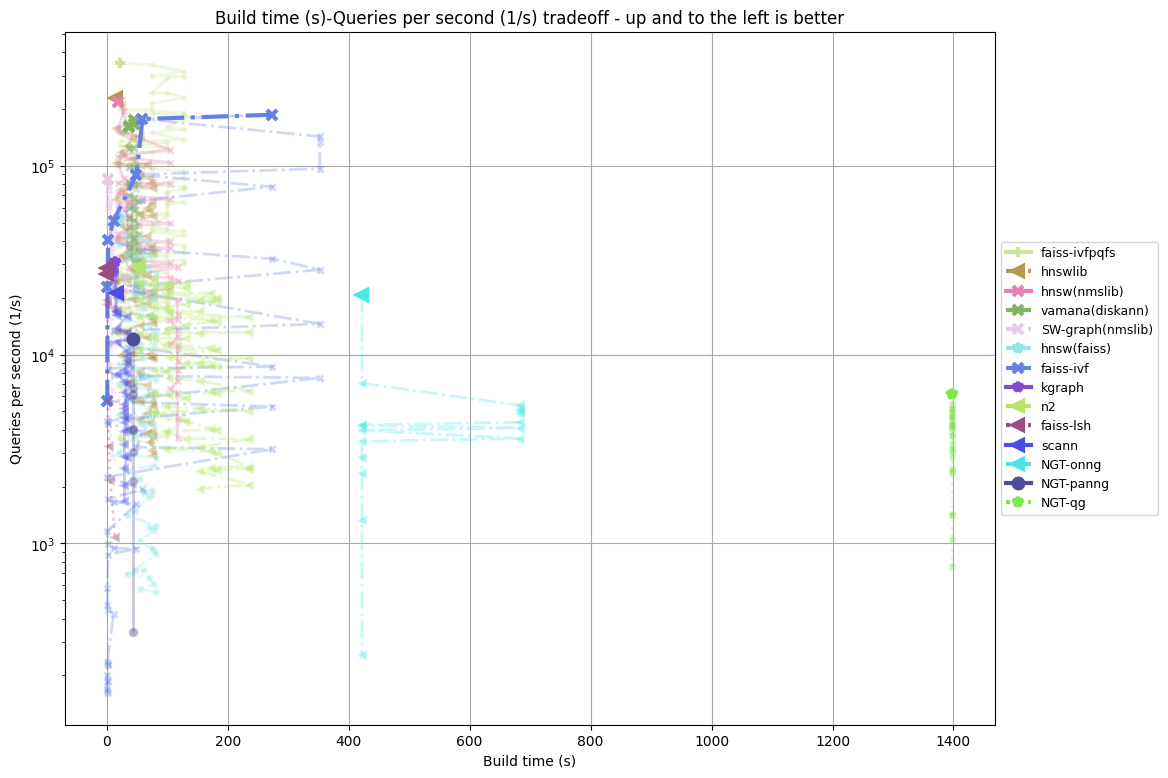 Build time (s)-Queries per second (1/s) tradeoff - up and to the left is better
Queries per second (1/s)
10^5
10^4
10^3
0 200 400 600 800 1000 1200 1400
Build time (s)
faiss-ivfpqfs
hnswlib
hnsw(nmslib)
vamana(diskann)
SW-graph(nmslib)
hnsw(faiss)
faiss-ivf
kgraph
n2
faiss-lsh
scann
NGT-onng
NGT-panng
NGT-qg